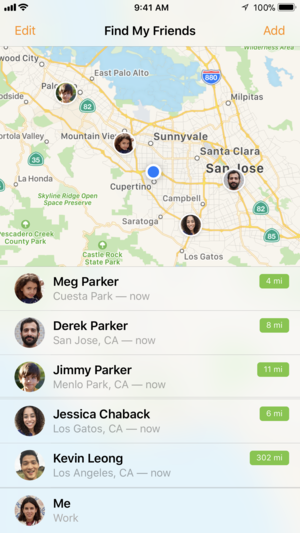 9:41 AM
100%
Edit
Find My Friends
Add
Wilderness Area
wood City
East Palo Alto
Palo
880
82
Milpitas
Woodside
Mountain View
Sunnyvale
Portola Valley
Santa Clara
35
San Jose
La Honda
Cupertino
Skyline Ridge Open
Space Preserve
Campbell
82
Saratoga
Pescadero Creek
County Park
85
Castle Rock
State Park
Los Gatos
Meg Parker
4 mi
Cuesta Park — now
Derek Parker
8 mi
San Jose, CA — now
Jimmy Parker
11 mi
Menlo Park, CA — now
Jessica Chaback
6 mi
Los Gatos, CA — now
Kevin Leong
302 mi
Los Angeles, CA — now
Me
Work